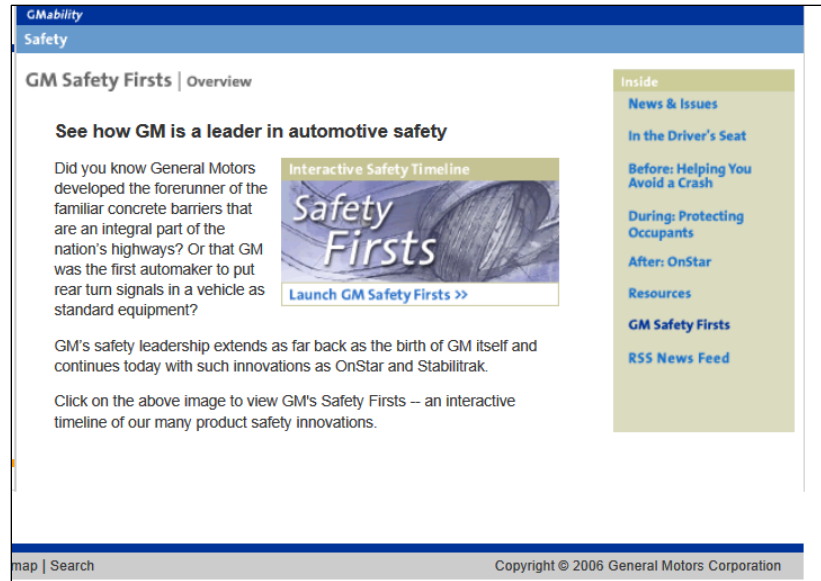 GMability
Safety
GM Safety Firsts | Overview
See how GM is a leader in automotive safety
Did you know General Motors
developed the forerunner of the
familiar concrete barriers that
are an integral part of the
nation's highways? Or that GM
was the first automaker to put
rear turn signals in a vehicle as
standard equipment?
Interactive Safety Timeline
Safety
Firsts
Launch GM Safety Firsts >>
GM's safety leadership extends as far back as the birth of GM itself and
continues today with such innovations as OnStar and Stabilitrak.
Click on the above image to view GM's Safety Firsts -- an interactive
timeline of our many product safety innovations.
Inside
News & Issues
In the Driver's Seat
Before: Helping You
Avoid a Crash
During: Protecting
Occupants
After: OnStar
Resources
GM Safety Firsts
RSS News Feed
map | Search
Copyright © 2006 General Motors Corporation